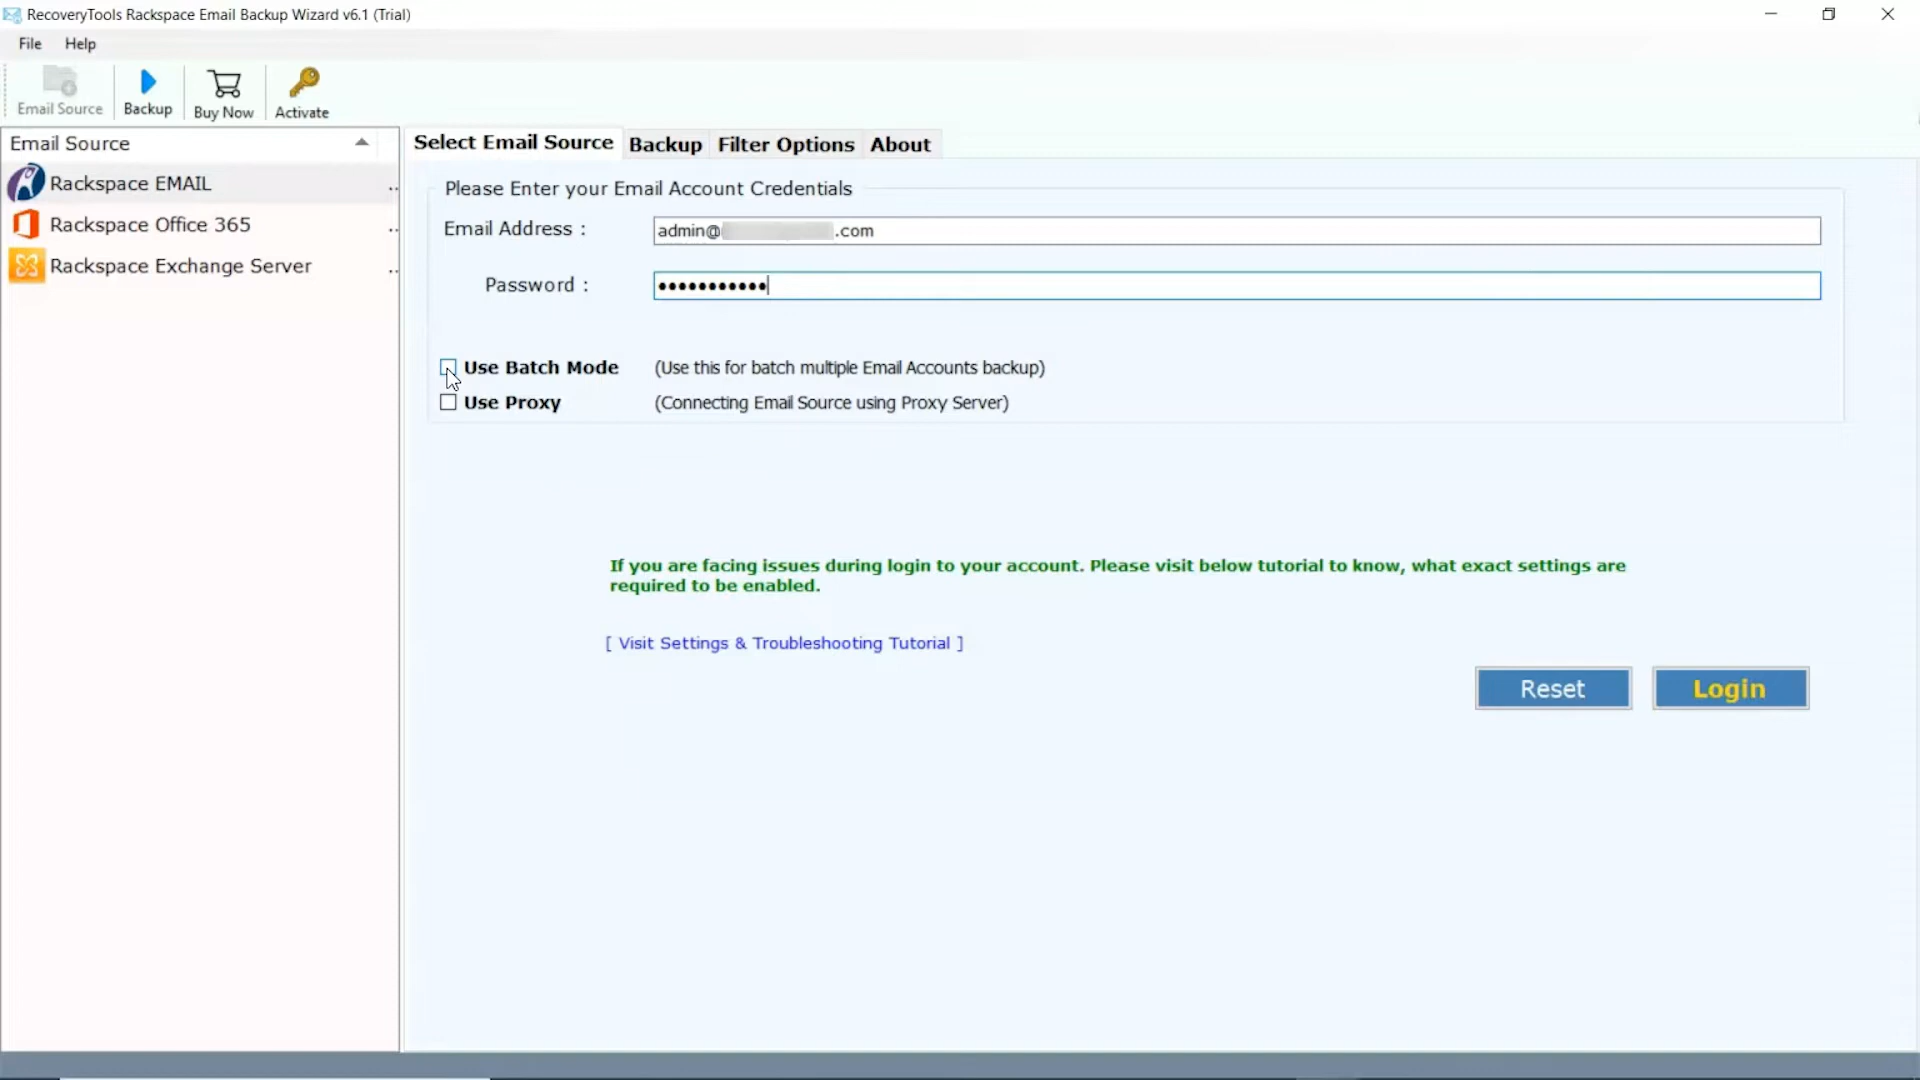 RecoveryTools Rackspace Email Backup Wizard v6.1 (Trial)
File Help
Email Source Backup Buy Now Activate
Email Source
Rackspace EMAIL ..
Rackspace Office 365 ..
Rackspace Exchange Server ..
Select Email Source Backup Filter Options About
Please Enter your Email Account Credentials
Email Address : admin@ .com
Password : •••••••••••
Use Batch Mode (Use this for batch multiple Email Accounts backup)
Use Proxy (Connecting Email Source using Proxy Server)
If you are facing issues during login to your account. Please visit below tutorial to know, what exact settings are
required to be enabled.
[ Visit Settings & Troubleshooting Tutorial ]
Reset Login